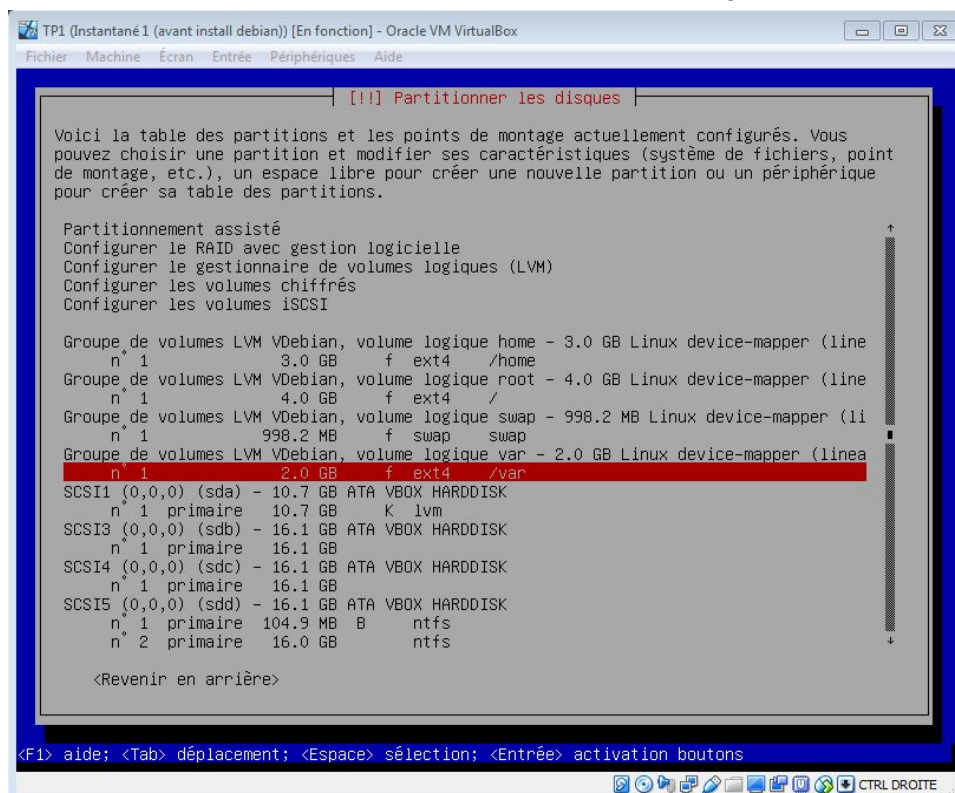 TP1 (Instantané 1 (avant install debian)) [En fonction] - Oracle VM VirtualBox
Fichier Machine Écran Entrée Périphériques Aide
[!!] Partitionner les disques
Voici la table des partitions et les points de montage actuellement configurés. Vous
pouvez choisir une partition et modifier ses caractéristiques (système de fichiers, point
de montage, etc.), un espace libre pour créer une nouvelle partition ou un périphérique
pour créer sa table des partitions.
Partitionnement assisté
Configurer le RAID avec gestion logicielle
Configurer le gestionnaire de volumes logiques (LVM)
Configurer les volumes chiffrés
Configurer les volumes iSCSI
Groupe de volumes LVM VDebian, volume logique home - 3.0 GB Linux device-mapper (line
n° 1 3.0 GB f ext4 /home
Groupe de volumes LVM VDebian, volume logique root - 4.0 GB Linux device-mapper (line
n° 1 4.0 GB f ext4 /
Groupe de volumes LVM VDebian, volume logique swap - 998.2 MB Linux device-mapper (li
n° 1 998.2 MB f swap swap
Groupe de volumes LVM VDebian, volume logique var - 2.0 GB Linux device-mapper (linea
n° 1 2.0 GB f ext4 /var
SCSI1 (0,0,0) (sda) - 10.7 GB ATA VBOX HARDDISK
n° 1 primaire 10.7 GB K lvm
SCSI3 (0,0,0) (sdb) - 16.1 GB ATA VBOX HARDDISK
n° 1 primaire 16.1 GB
SCSI4 (0,0,0) (sdc) - 16.1 GB ATA VBOX HARDDISK
n° 1 primaire 16.1 GB
SCSI5 (0,0,0) (sdd) - 16.1 GB ATA VBOX HARDDISK
n° 1 primaire 104.9 MB B ntfs
n° 2 primaire 16.0 GB ntfs
<Revenir en arrière>
<F1> aide; <Tab> déplacement; <Espace> sélection; <Entrée> activation boutons
CTRL DROITE